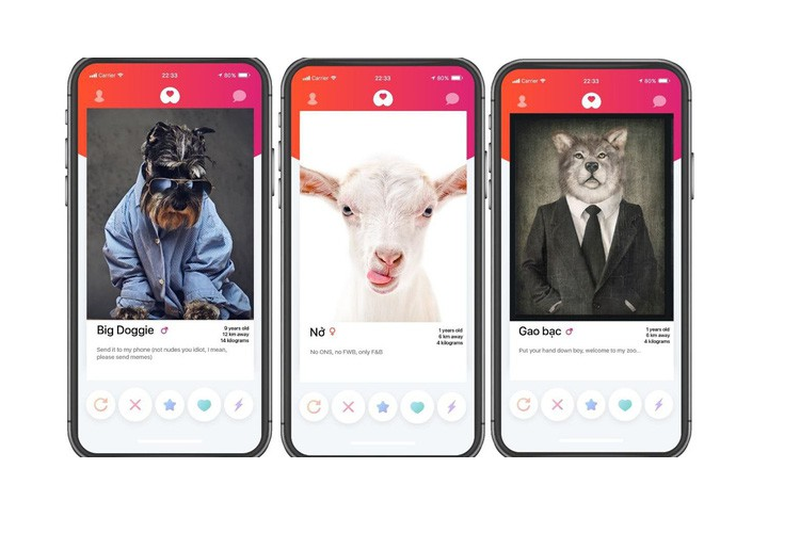 Carrier
22:33
80%
Big Doggie
9 years old
12 km away
14 kilograms
Send it to my phone (not nudes you idiot, I mean,
please send memes)
Carrier
22:33
80%
Nở
1 years old
6 km away
4 kilograms
No ONS, no FWB, only F&B
Carrier
22:33
80%
Gao bạc
1 years old
6 km away
4 kilograms
Put your hand down boy, welcome to my zoo...